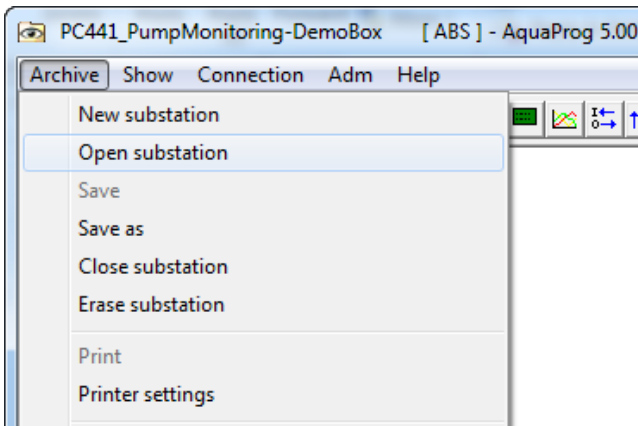 PC441_PumpMonitoring-DemoBox [ ABS ] - AquaProg 5.00
Archive Show Connection Adm Help
New substation
Open substation
Save
Save as
Close substation
Erase substation
Print
Printer settings